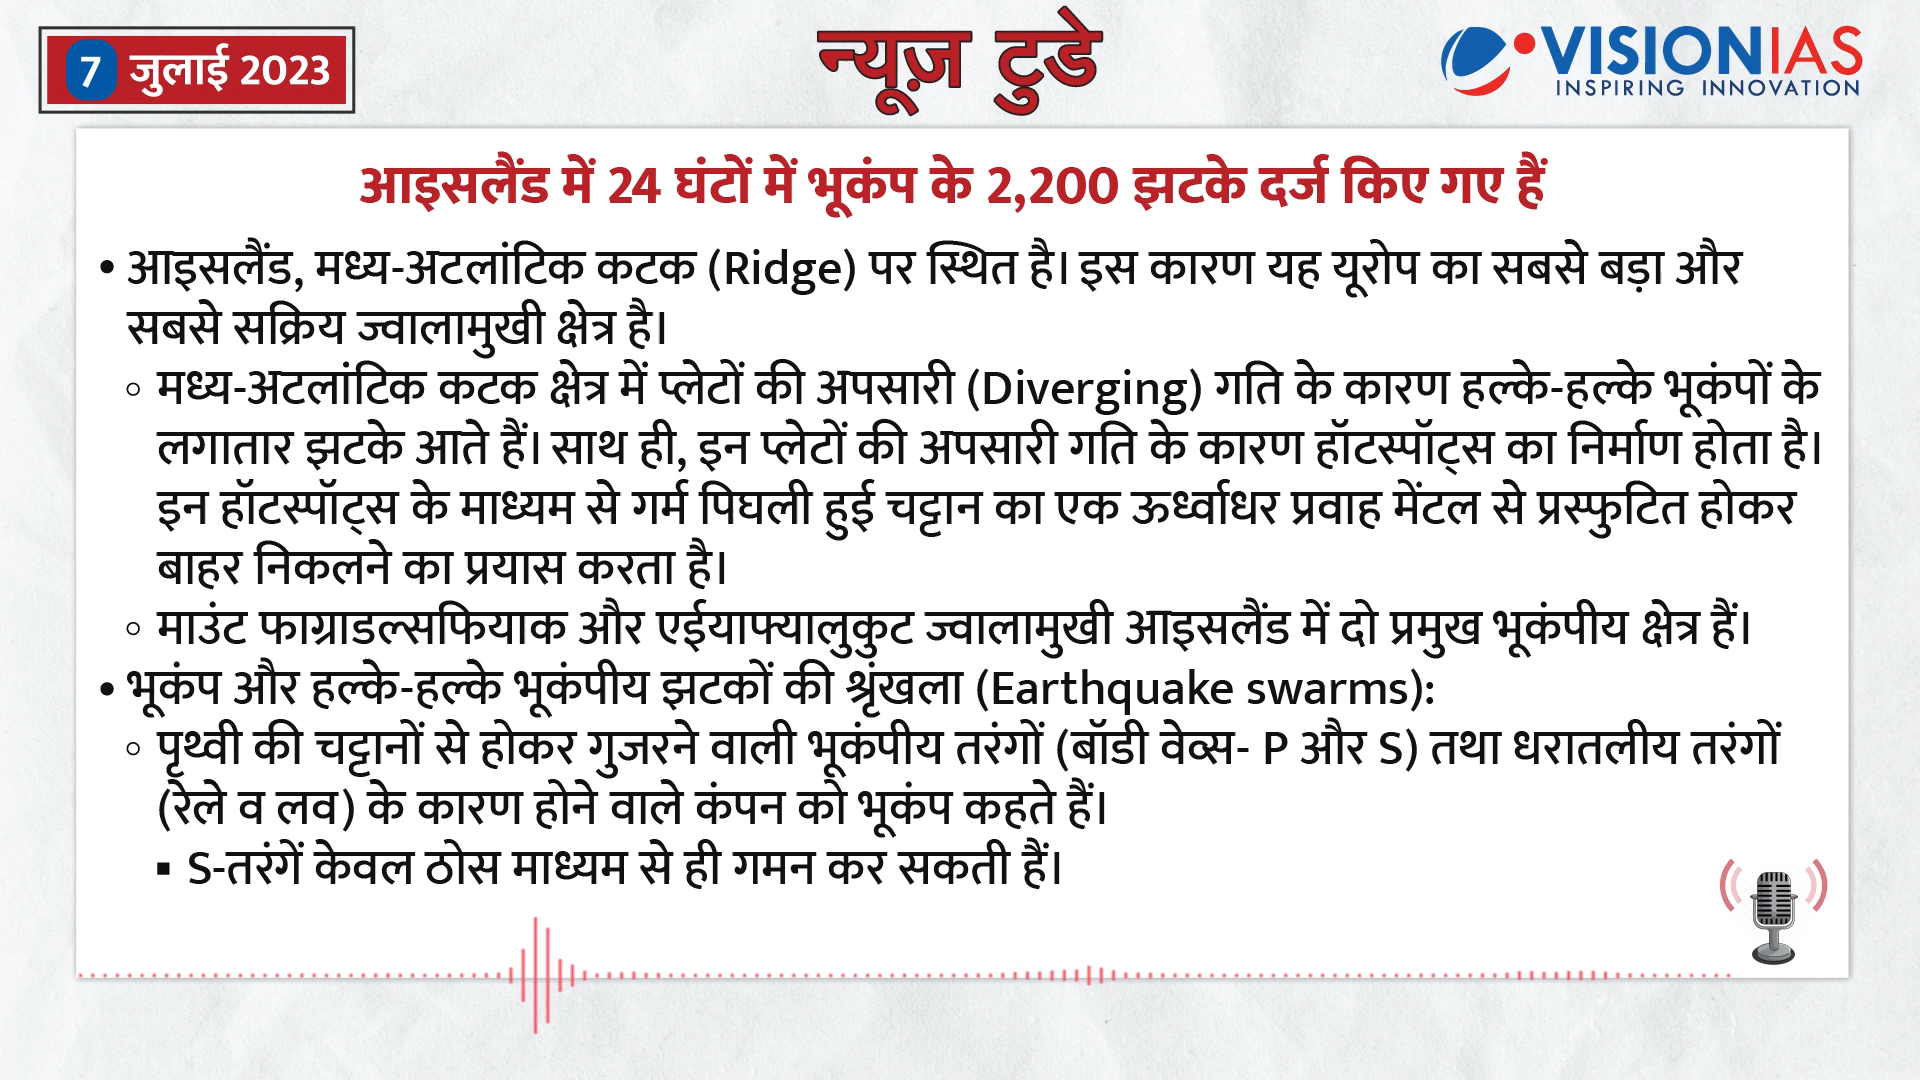 7 जुलाई 2023
न्यूज़ टुडे
VISIONIAS
INSPIRING INNOVATION
आइसलैंड में 24 घंटों में भूकंप के 2,200 झटके दर्ज किए गए हैं
• आइसलैंड, मध्य-अटलांटिक कटक (Ridge) पर स्थित है। इस कारण यह यूरोप का सबसे बड़ा और
सबसे सक्रिय ज्वालामुखी क्षेत्र है।
◦ मध्य-अटलांटिक कटक क्षेत्र में प्लेटों की अपसारी (Diverging) गति के कारण हल्के-हल्के भूकंपों के
लगातार झटके आते हैं। साथ ही, इन प्लेटों की अपसारी गति के कारण हॉटस्पॉट्स का निर्माण होता है।
इन हॉटस्पॉट्स के माध्यम से गर्म पिघली हुई चट्टान का एक ऊर्ध्वाधर प्रवाह मेंटल से प्रस्फुटित होकर
बाहर निकलने का प्रयास करता है।
◦ माउंट फाग्राडल्सफियाक और एईयाफ्यालुकुट ज्वालामुखी आइसलैंड में दो प्रमुख भूकंपीय क्षेत्र हैं।
• भूकंप और हल्के-हल्के भूकंपीय झटकों की श्रृंखला (Earthquake swarms):
◦ पृथ्वी की चट्टानों से होकर गुजरने वाली भूकंपीय तरंगों (बॉडी वेव्स- P और S) तथा धरातलीय तरंगों
(रेले व लव) के कारण होने वाले कंपन को भूकंप कहते हैं।
▪ S-तरंगें केवल ठोस माध्यम से ही गमन कर सकती हैं।